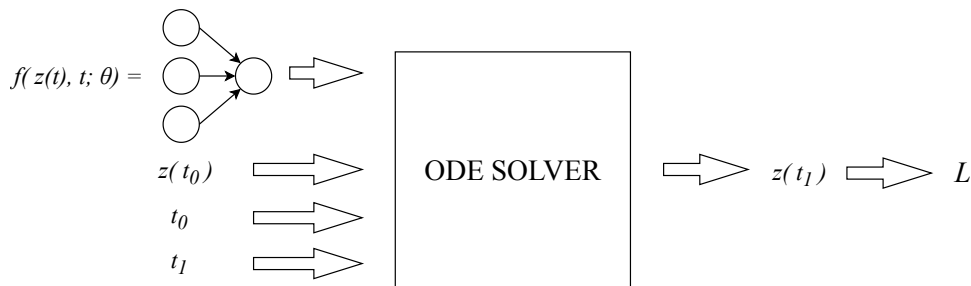 f( z(t), t; θ) =
z( t₀ )
t₀
t₁
ODE SOLVER
z( t₁ )
L